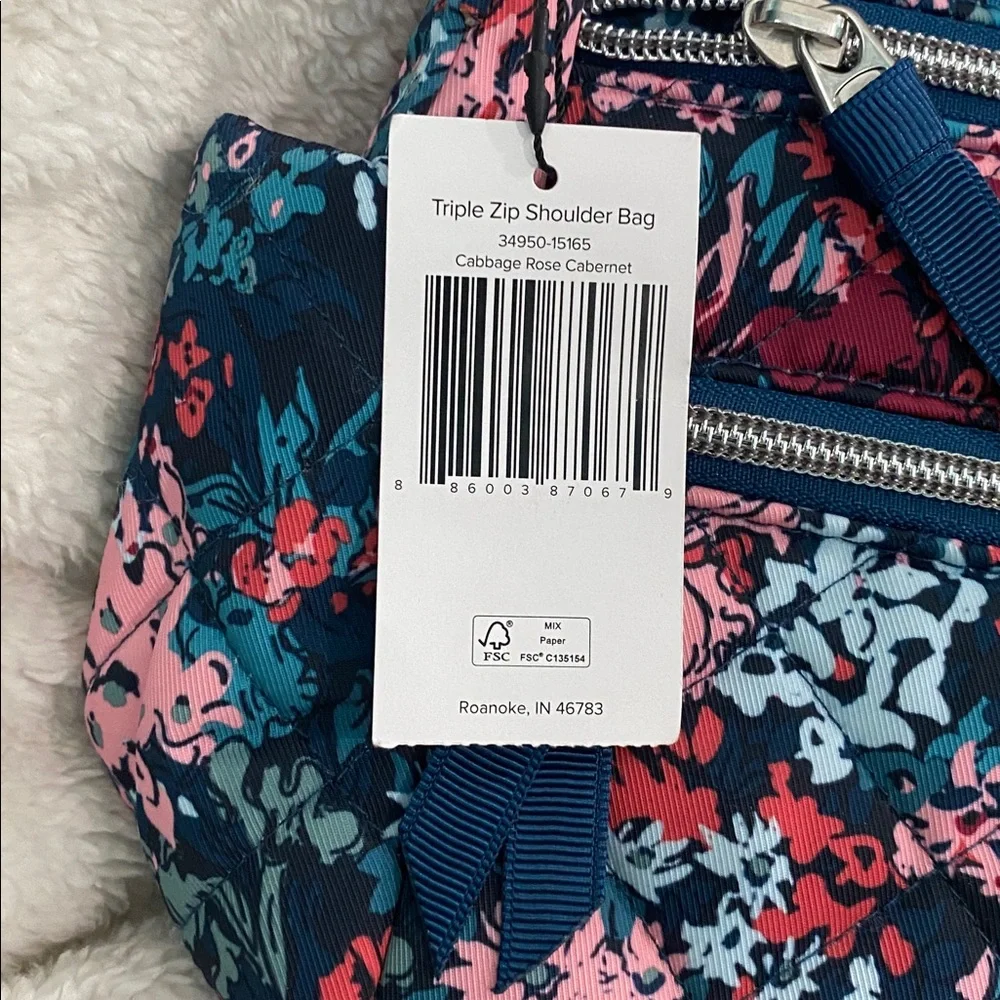 Triple Zip Shoulder Bag
34950-15165
Cabbage Rose Cabernet
8 86003 87067 9
FSC®
MIX
Paper
FSC® C135154
Roanoke, IN 46783